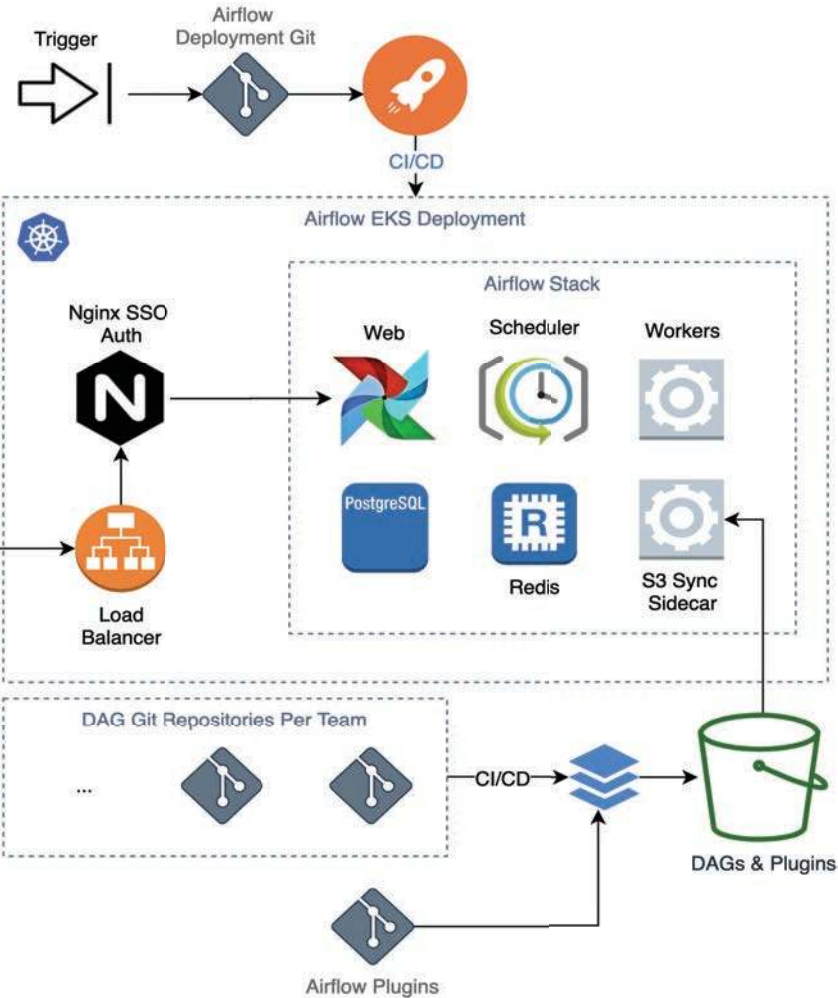 Trigger
Airflow
Deployment Git
CI/CD
Airflow EKS Deployment
Airflow Stack
Nginx SSO
Auth
N
Web
Scheduler
Workers
PostgreSQL
R
Redis
S3 Sync
Sidecar
Load
Balancer
DAG Git Repositories Per Team
...
CI/CD
DAGs & Plugins
Airflow Plugins